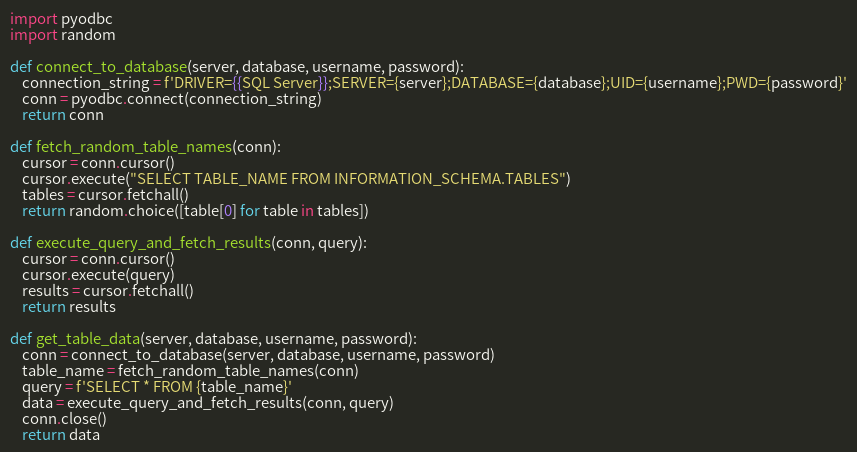 import pyodbc
import random

def connect_to_database(server, database, username, password):
    connection_string = f'DRIVER={{SQL Server}};SERVER={server};DATABASE={database};UID={username};PWD={password}'
    conn = pyodbc.connect(connection_string)
    return conn

def fetch_random_table_names(conn):
    cursor = conn.cursor()
    cursor.execute("SELECT TABLE_NAME FROM INFORMATION_SCHEMA.TABLES")
    tables = cursor.fetchall()
    return random.choice([table[0] for table in tables])

def execute_query_and_fetch_results(conn, query):
    cursor = conn.cursor()
    cursor.execute(query)
    results = cursor.fetchall()
    return results

def get_table_data(server, database, username, password):
    conn = connect_to_database(server, database, username, password)
    table_name = fetch_random_table_names(conn)
    query = f'SELECT * FROM {table_name}'
    data = execute_query_and_fetch_results(conn, query)
    conn.close()
    return data